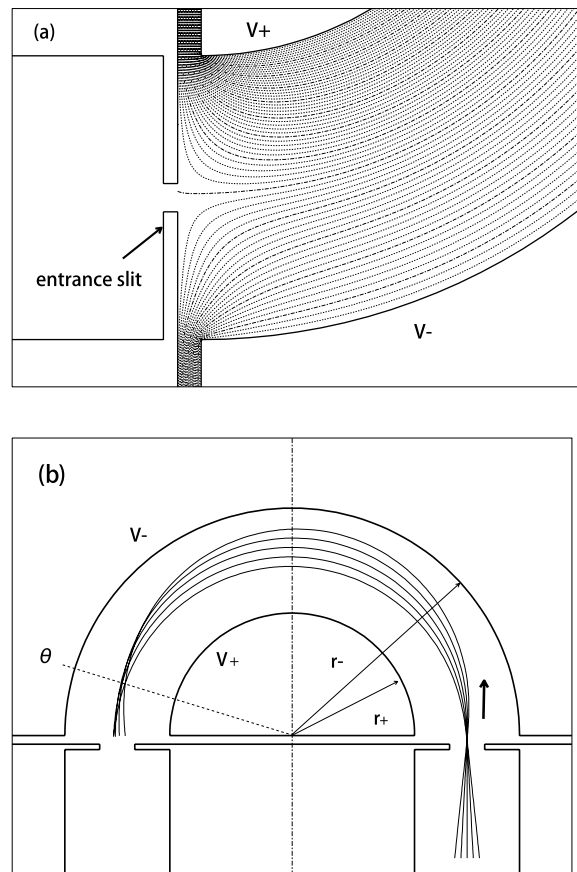 (a)
V+
entrance slit
V-
(b)
V-
θ
V+
r-
r+